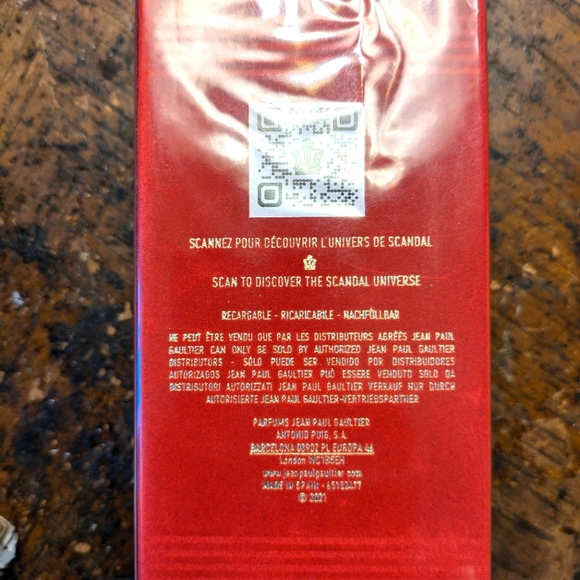 SCANNEZ POUR DÉCOUVRIR L'UNIVERS DE SCANDAL
SCAN TO DISCOVER THE SCANDAL UNIVERSE
RECARGABLE - RICARICABILE - NACHFÜLLBAR
NE PEUT ÊTRE VENDU QUE PAR LES DISTRIBUTEURS AGRÉÉS JEAN PAUL
GAULTIER CAN ONLY BE SOLD BY AUTHORIZED JEAN PAUL GAULTIER
DISTRIBUTORS - SÓLO PUEDE SER VENDIDO POR DISTRIBUIDORES
AUTORIZADOS JEAN PAUL GAULTIER PUÒ ESSERE VENDUTO SOLO DA
DISTRIBUTORI AUTORIZZATI JEAN PAUL GAULTIER VERKAUF NUR DURCH
AUTORISIERTE JEAN PAUL GAULTIER-VERTRIEBSPARTNER
PARFUMS JEAN PAUL GAULTIER
ANTONIO PUIG, S.A.
BARCELONA 08902 PL EUROPA 46
London WC1B5EH
www.jeanpaulgaultier.com
MADE IN SPAIN -
© 2021